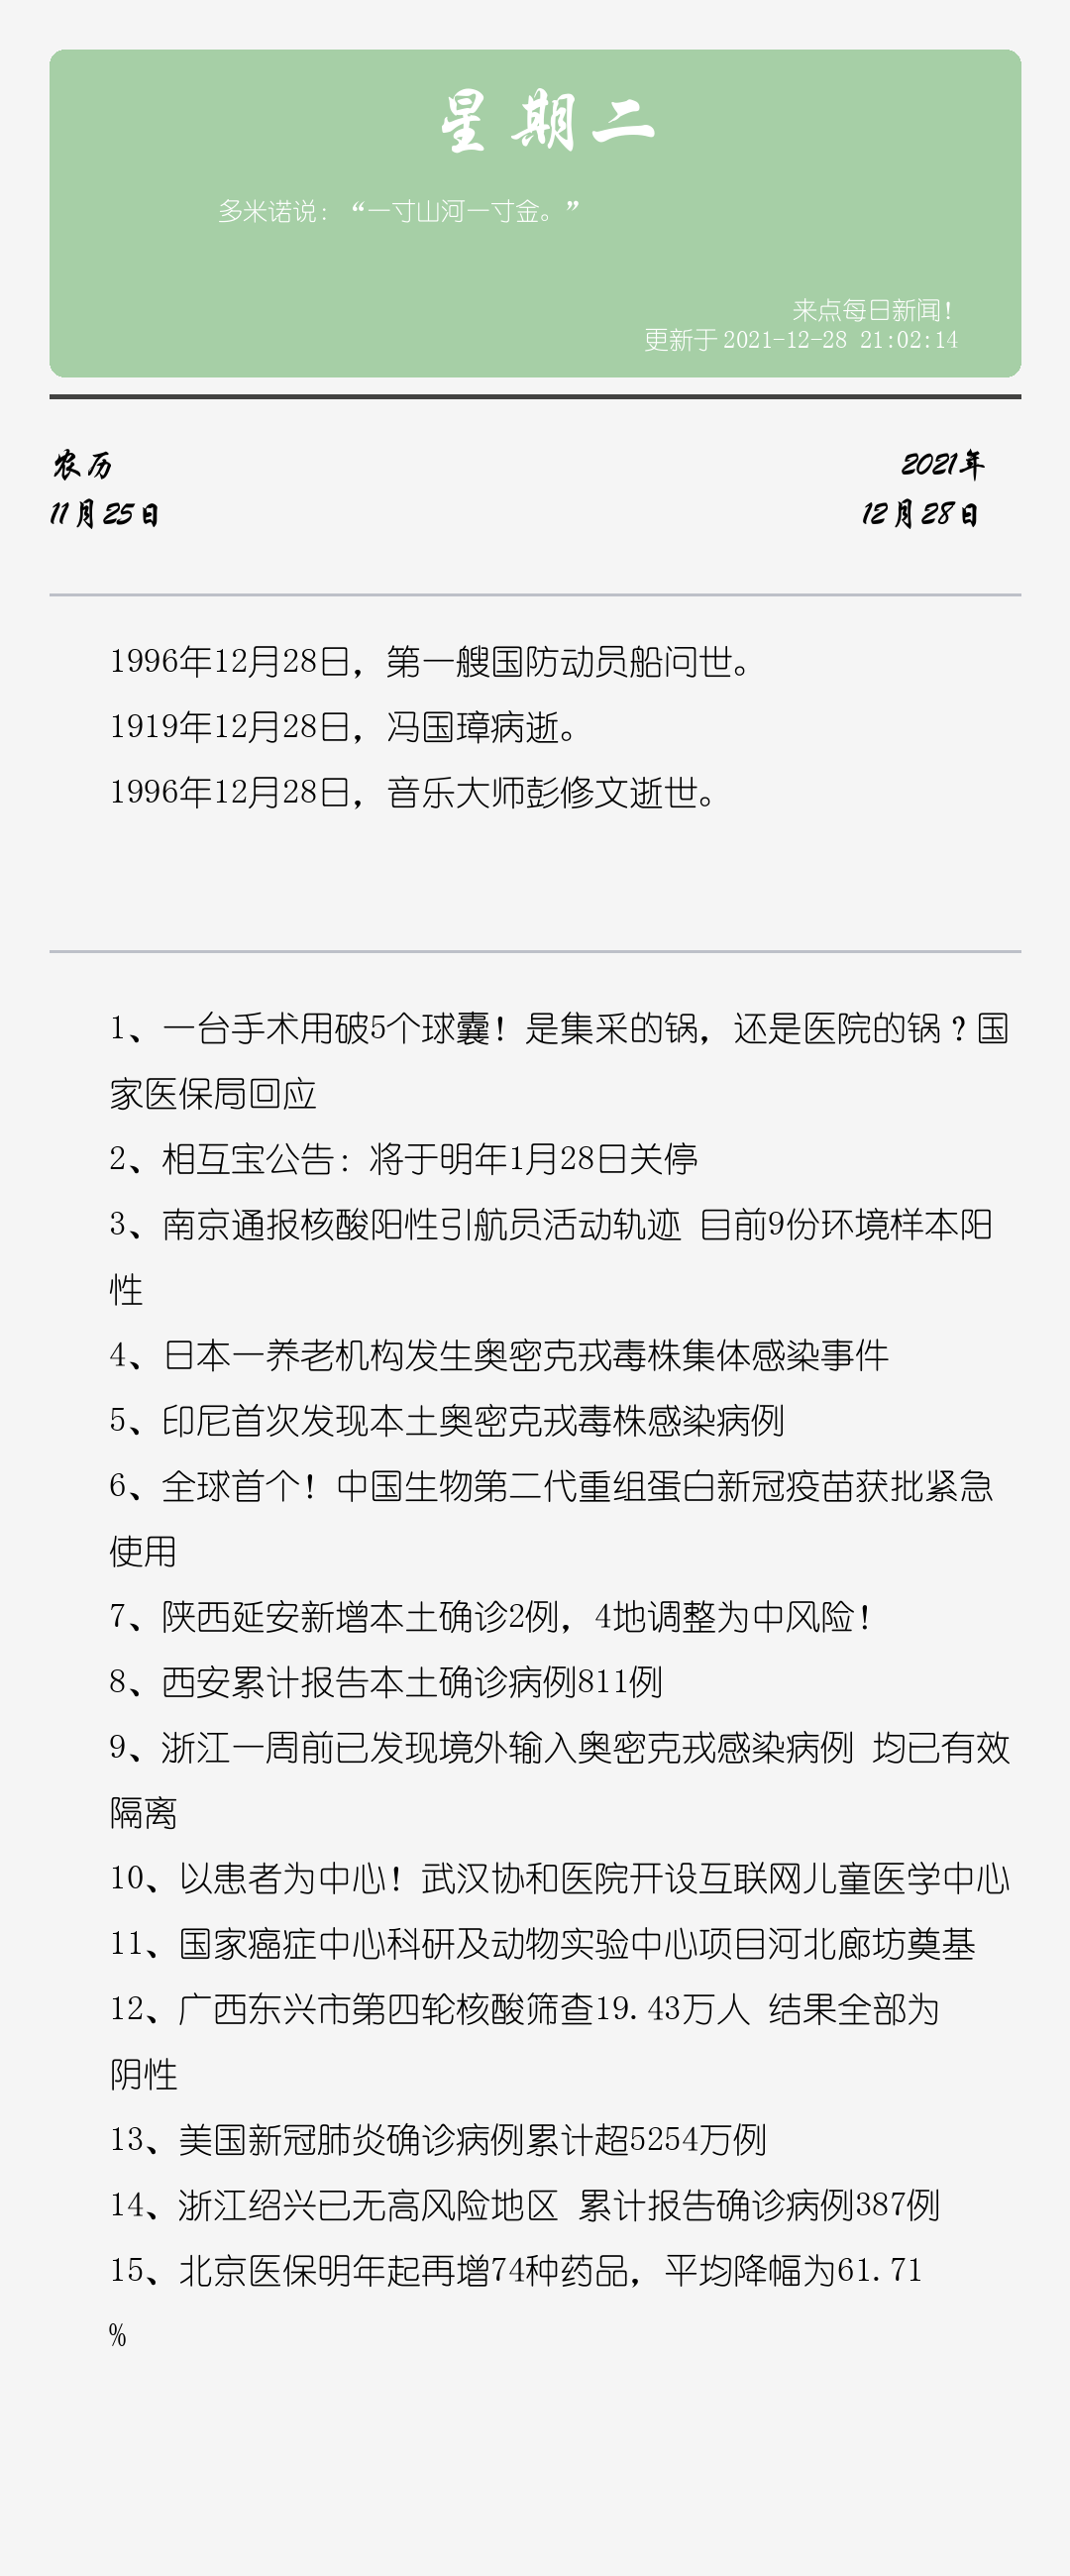 星期二
多米诺说：“一寸山河一寸金。”
来点每日新闻！
更新于2021-12-28 21:02:14
农历
2021年
11月25日
12月28日
1996年12月28日，第一艘国防动员船问世。
1919年12月28日，冯国璋病逝。
1996年12月28日，音乐大师彭修文逝世。
1、一台手术用破5个球囊！是集采的锅，还是医院的锅？国
家医保局回应
2、相互宝公告：将于明年1月28日关停
3、南京通报核酸阳性引航员活动轨迹 目前9份环境样本阳
性
4、日本一养老机构发生奥密克戎毒株集体感染事件
5、印尼首次发现本土奥密克戎毒株感染病例
6、全球首个！中国生物第二代重组蛋白新冠疫苗获批紧急
使用
7、陕西延安新增本土确诊2例，4地调整为中风险！
8、西安累计报告本土确诊病例811例
9、浙江一周前已发现境外输入奥密克戎感染病例 均已有效
隔离
10、以患者为中心！武汉协和医院开设互联网儿童医学中心
11、国家癌症中心科研及动物实验中心项目河北廊坊奠基
12、广西东兴市第四轮核酸筛查19.43万人 结果全部为
阴性
13、美国新冠肺炎确诊病例累计超5254万例
14、浙江绍兴已无高风险地区 累计报告确诊病例387例
15、北京医保明年起再增74种药品，平均降幅为61.71
%